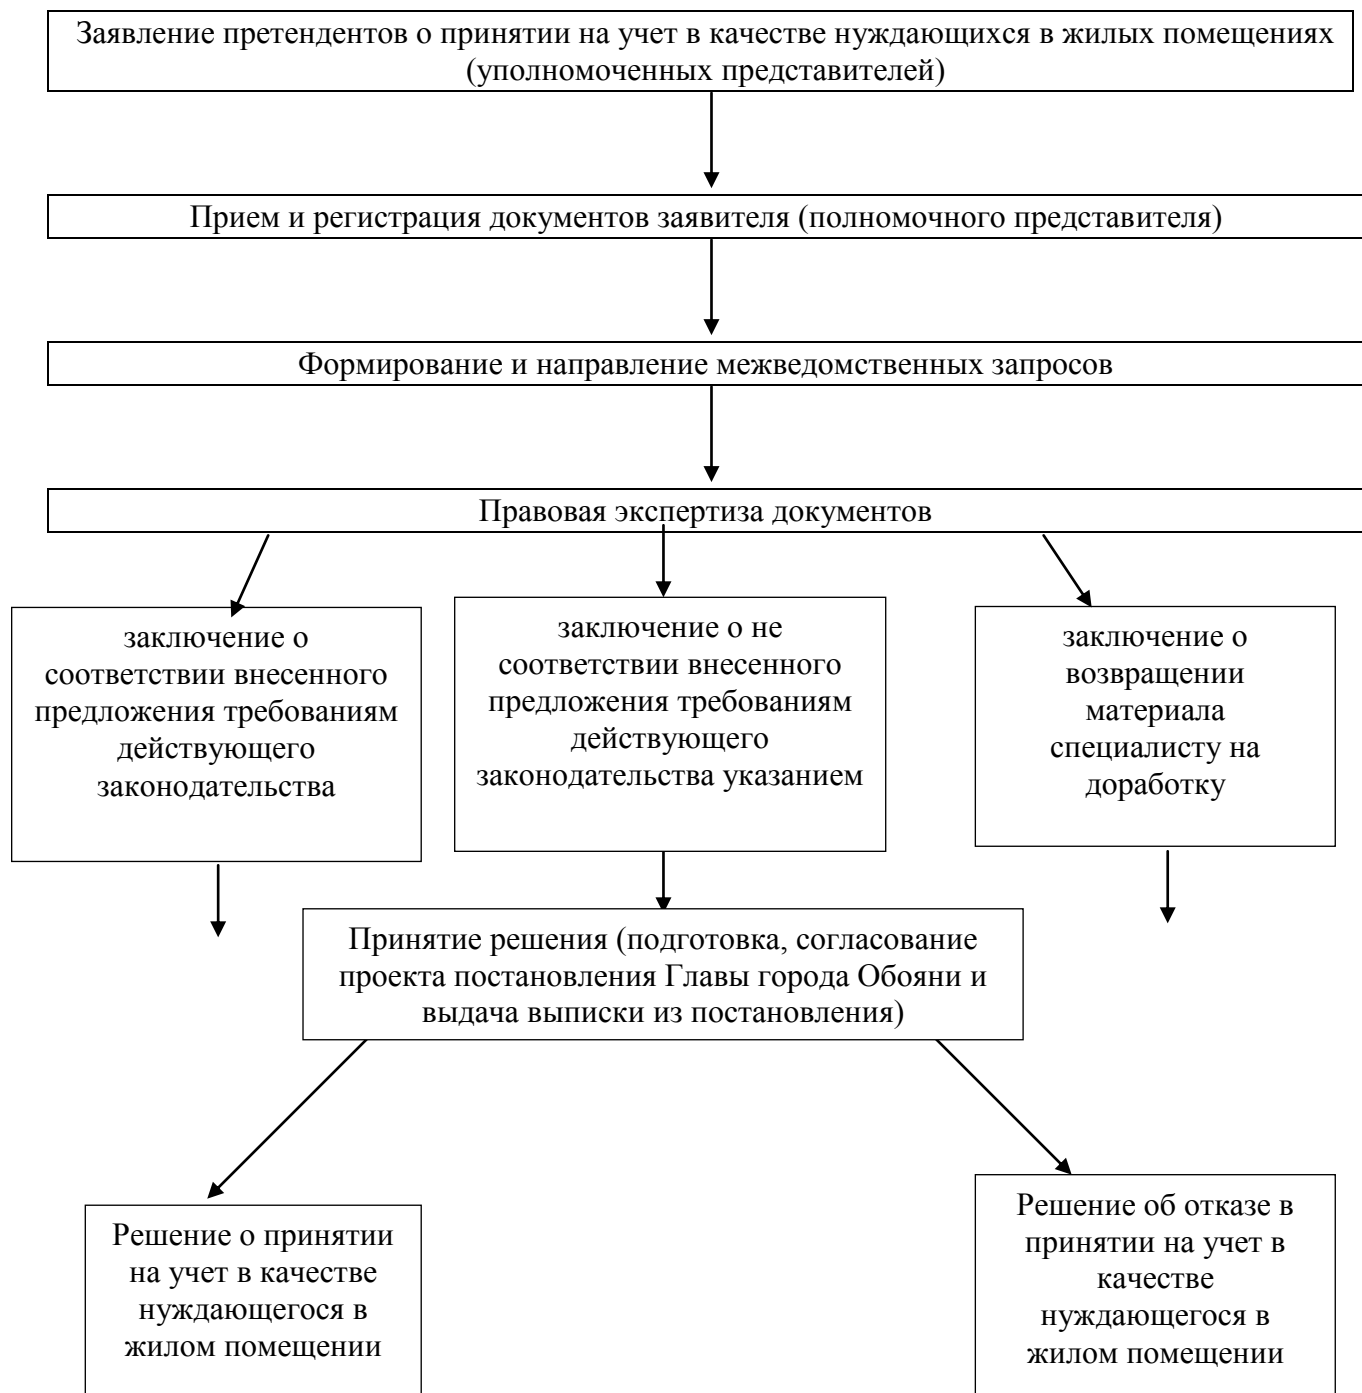 Заявление претендентов о принятии на учет в качестве нуждающихся в жилых помещениях
(уполномоченных представителей)
Прием и регистрация документов заявителя (полномочного представителя)
Формирование и направление межведомственных запросов
Правовая экспертиза документов
заключение о
соответствии внесенного
предложения требованиям
действующего
законодательства
заключение о не
соответствии внесенного
предложения требованиям
действующего
законодательства указанием
заключение о
возвращении
материала
специалисту на
доработку
Принятие решения (подготовка, согласование
проекта постановления Главы города Обояни и
выдача выписки из постановления)
Решение о принятии
на учет в качестве
нуждающегося в
жилом помещении
Решение об отказе в
принятии на учет в
качестве
нуждающегося в
жилом помещении